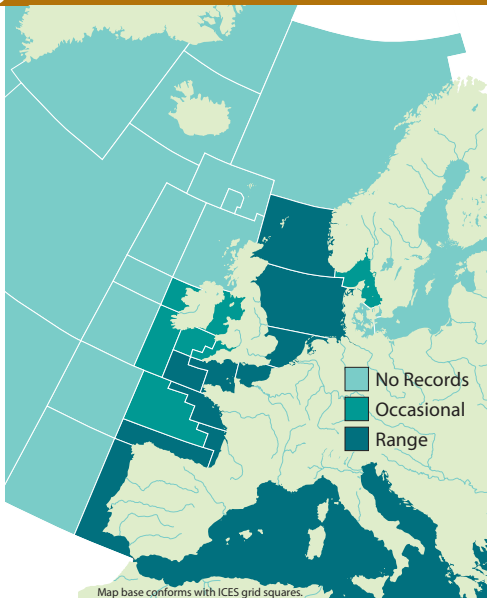 No Records
Occasional
Range
Map base conforms with ICES grid squares.